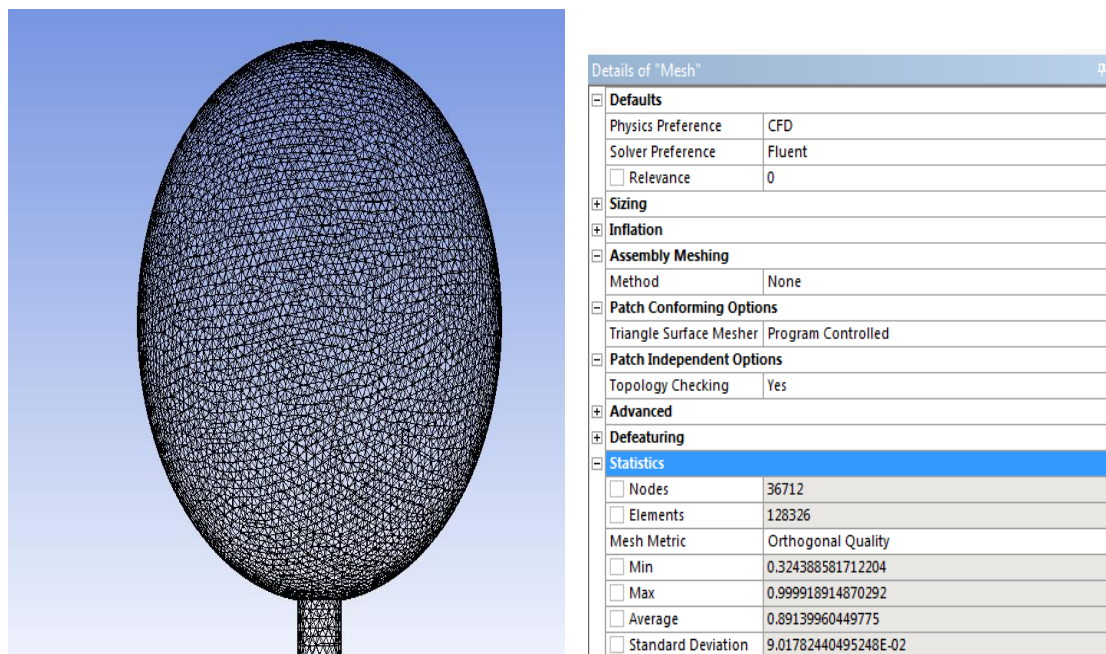 Details of "Mesh"
Defaults
Physics Preference CFD
Solver Preference Fluent
Relevance 0
Sizing
Inflation
Assembly Meshing
Method None
Patch Conforming Options
Triangle Surface Mesher Program Controlled
Patch Independent Options
Topology Checking Yes
Advanced
Defeaturing
Statistics
Nodes 36712
Elements 128326
Mesh Metric Orthogonal Quality
Min 0.324388581712204
Max 0.999918914870292
Average 0.89139960449775
Standard Deviation 9.01782440495248E-02